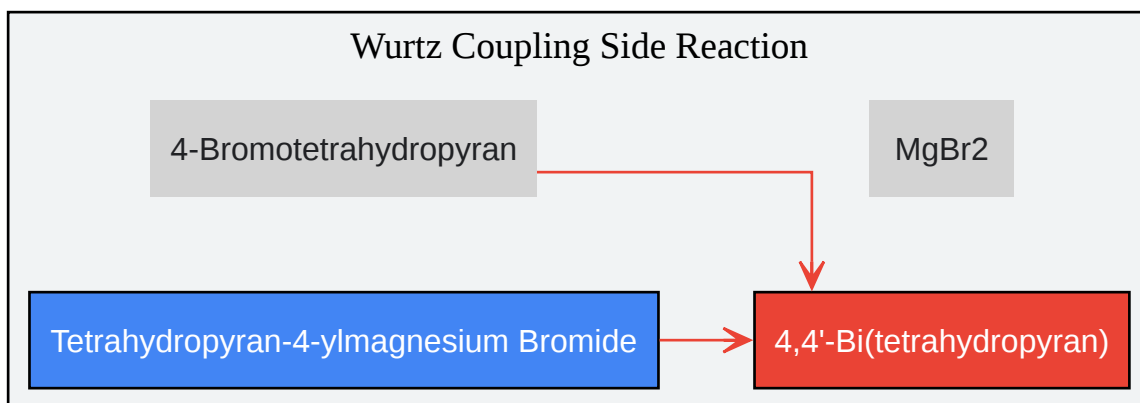 Wurtz Coupling Side Reaction
4-Bromotetrahydropyran
MgBr2
Tetrahydropyran-4-ylmagnesium Bromide
4,4'-Bi(tetrahydropyran)